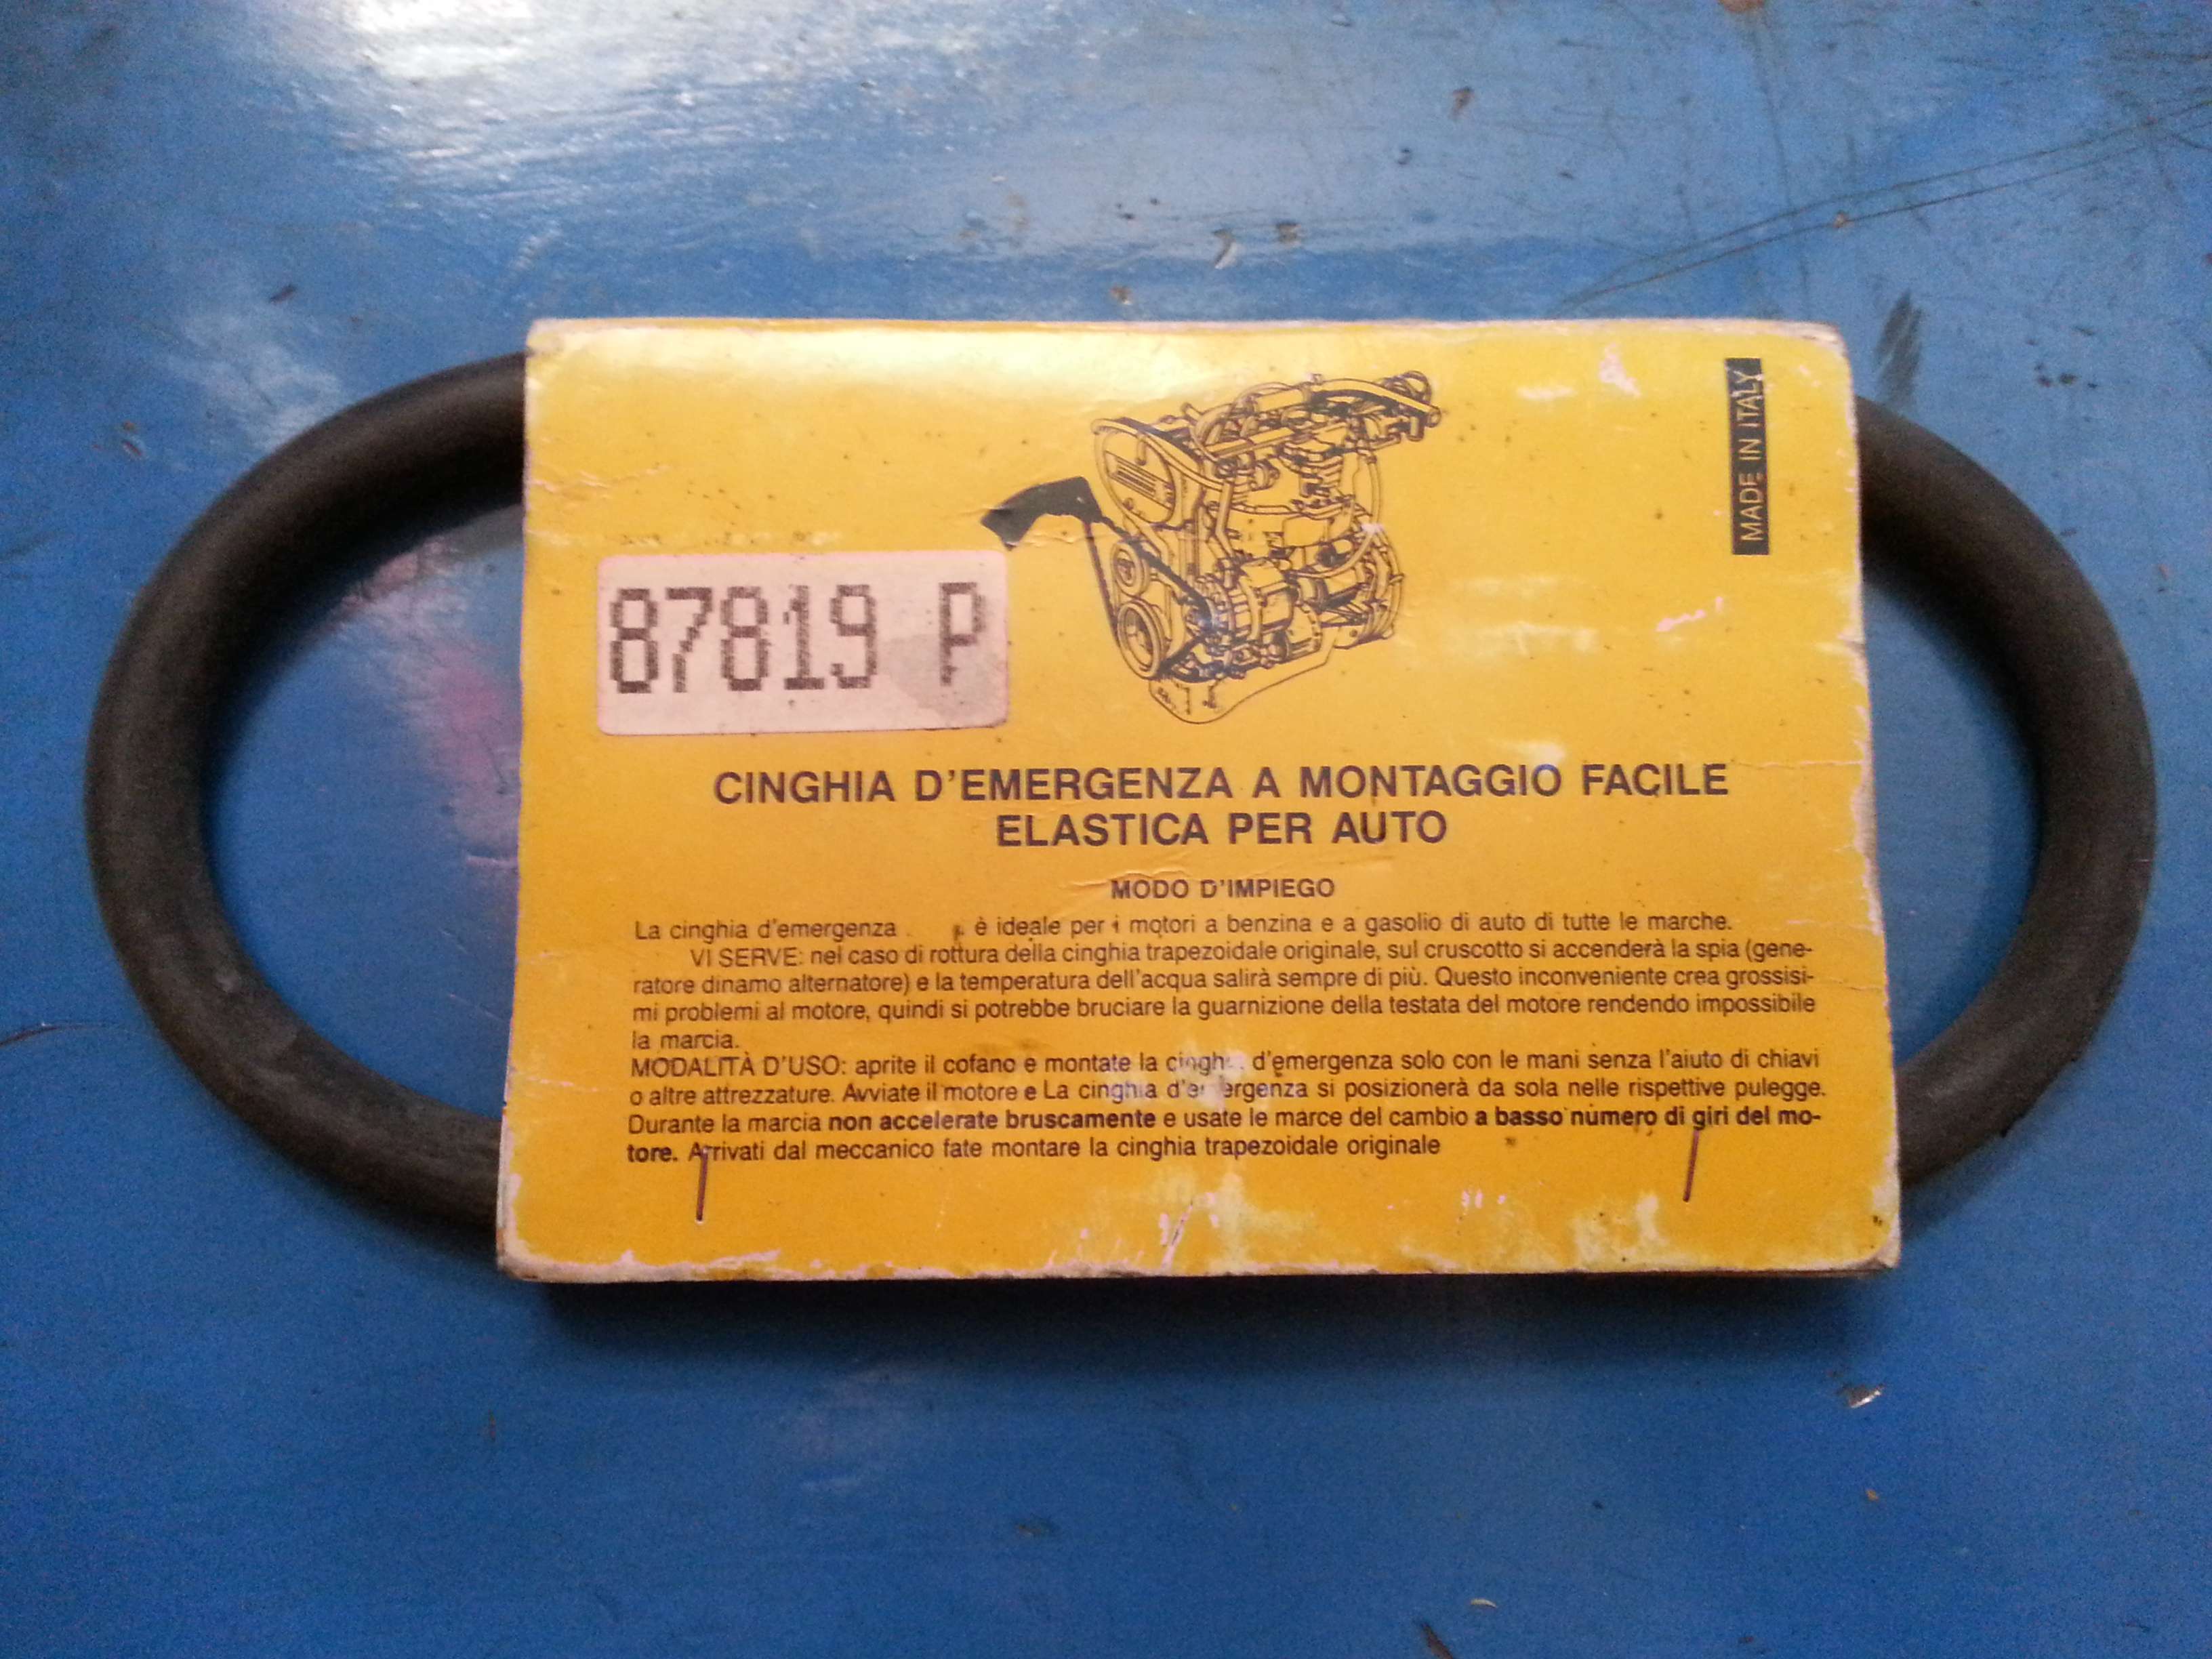 MADE IN ITALY
87819 P
CINGHIA D'EMERGENZA A MONTAGGIO FACILE
ELASTICA PER AUTO
MODO D'IMPIEGO
La cinghia d'emergenza è ideale per i motori a benzina e a gasolio di auto di tutte le marche.
VI SERVE: nel caso di rottura della cinghia trapezoidale originale, sul cruscotto si accenderà la spia (gene-
ratore dinamo alternatore) e la temperatura dell'acqua salirà sempre di più. Questo inconveniente crea grossisi-
mi problemi al motore, quindi si potrebbe bruciare la guarnizione della testata del motore rendendo impossibile
la marcia.
MODALITÀ D'USO: aprite il cofano e montate la cinghia d'emergenza solo con le mani senza l'aiuto di chiavi
o altre attrezzature. Avviate il motore e La cinghia d'emergenza si posizionerà da sola nelle rispettive pulegge.
Durante la marcia non accelerate bruscamente e usate le marce del cambio a basso numero di giri del mo-
tore. Arrivati dal meccanico fate montare la cinghia trapezoidale originale